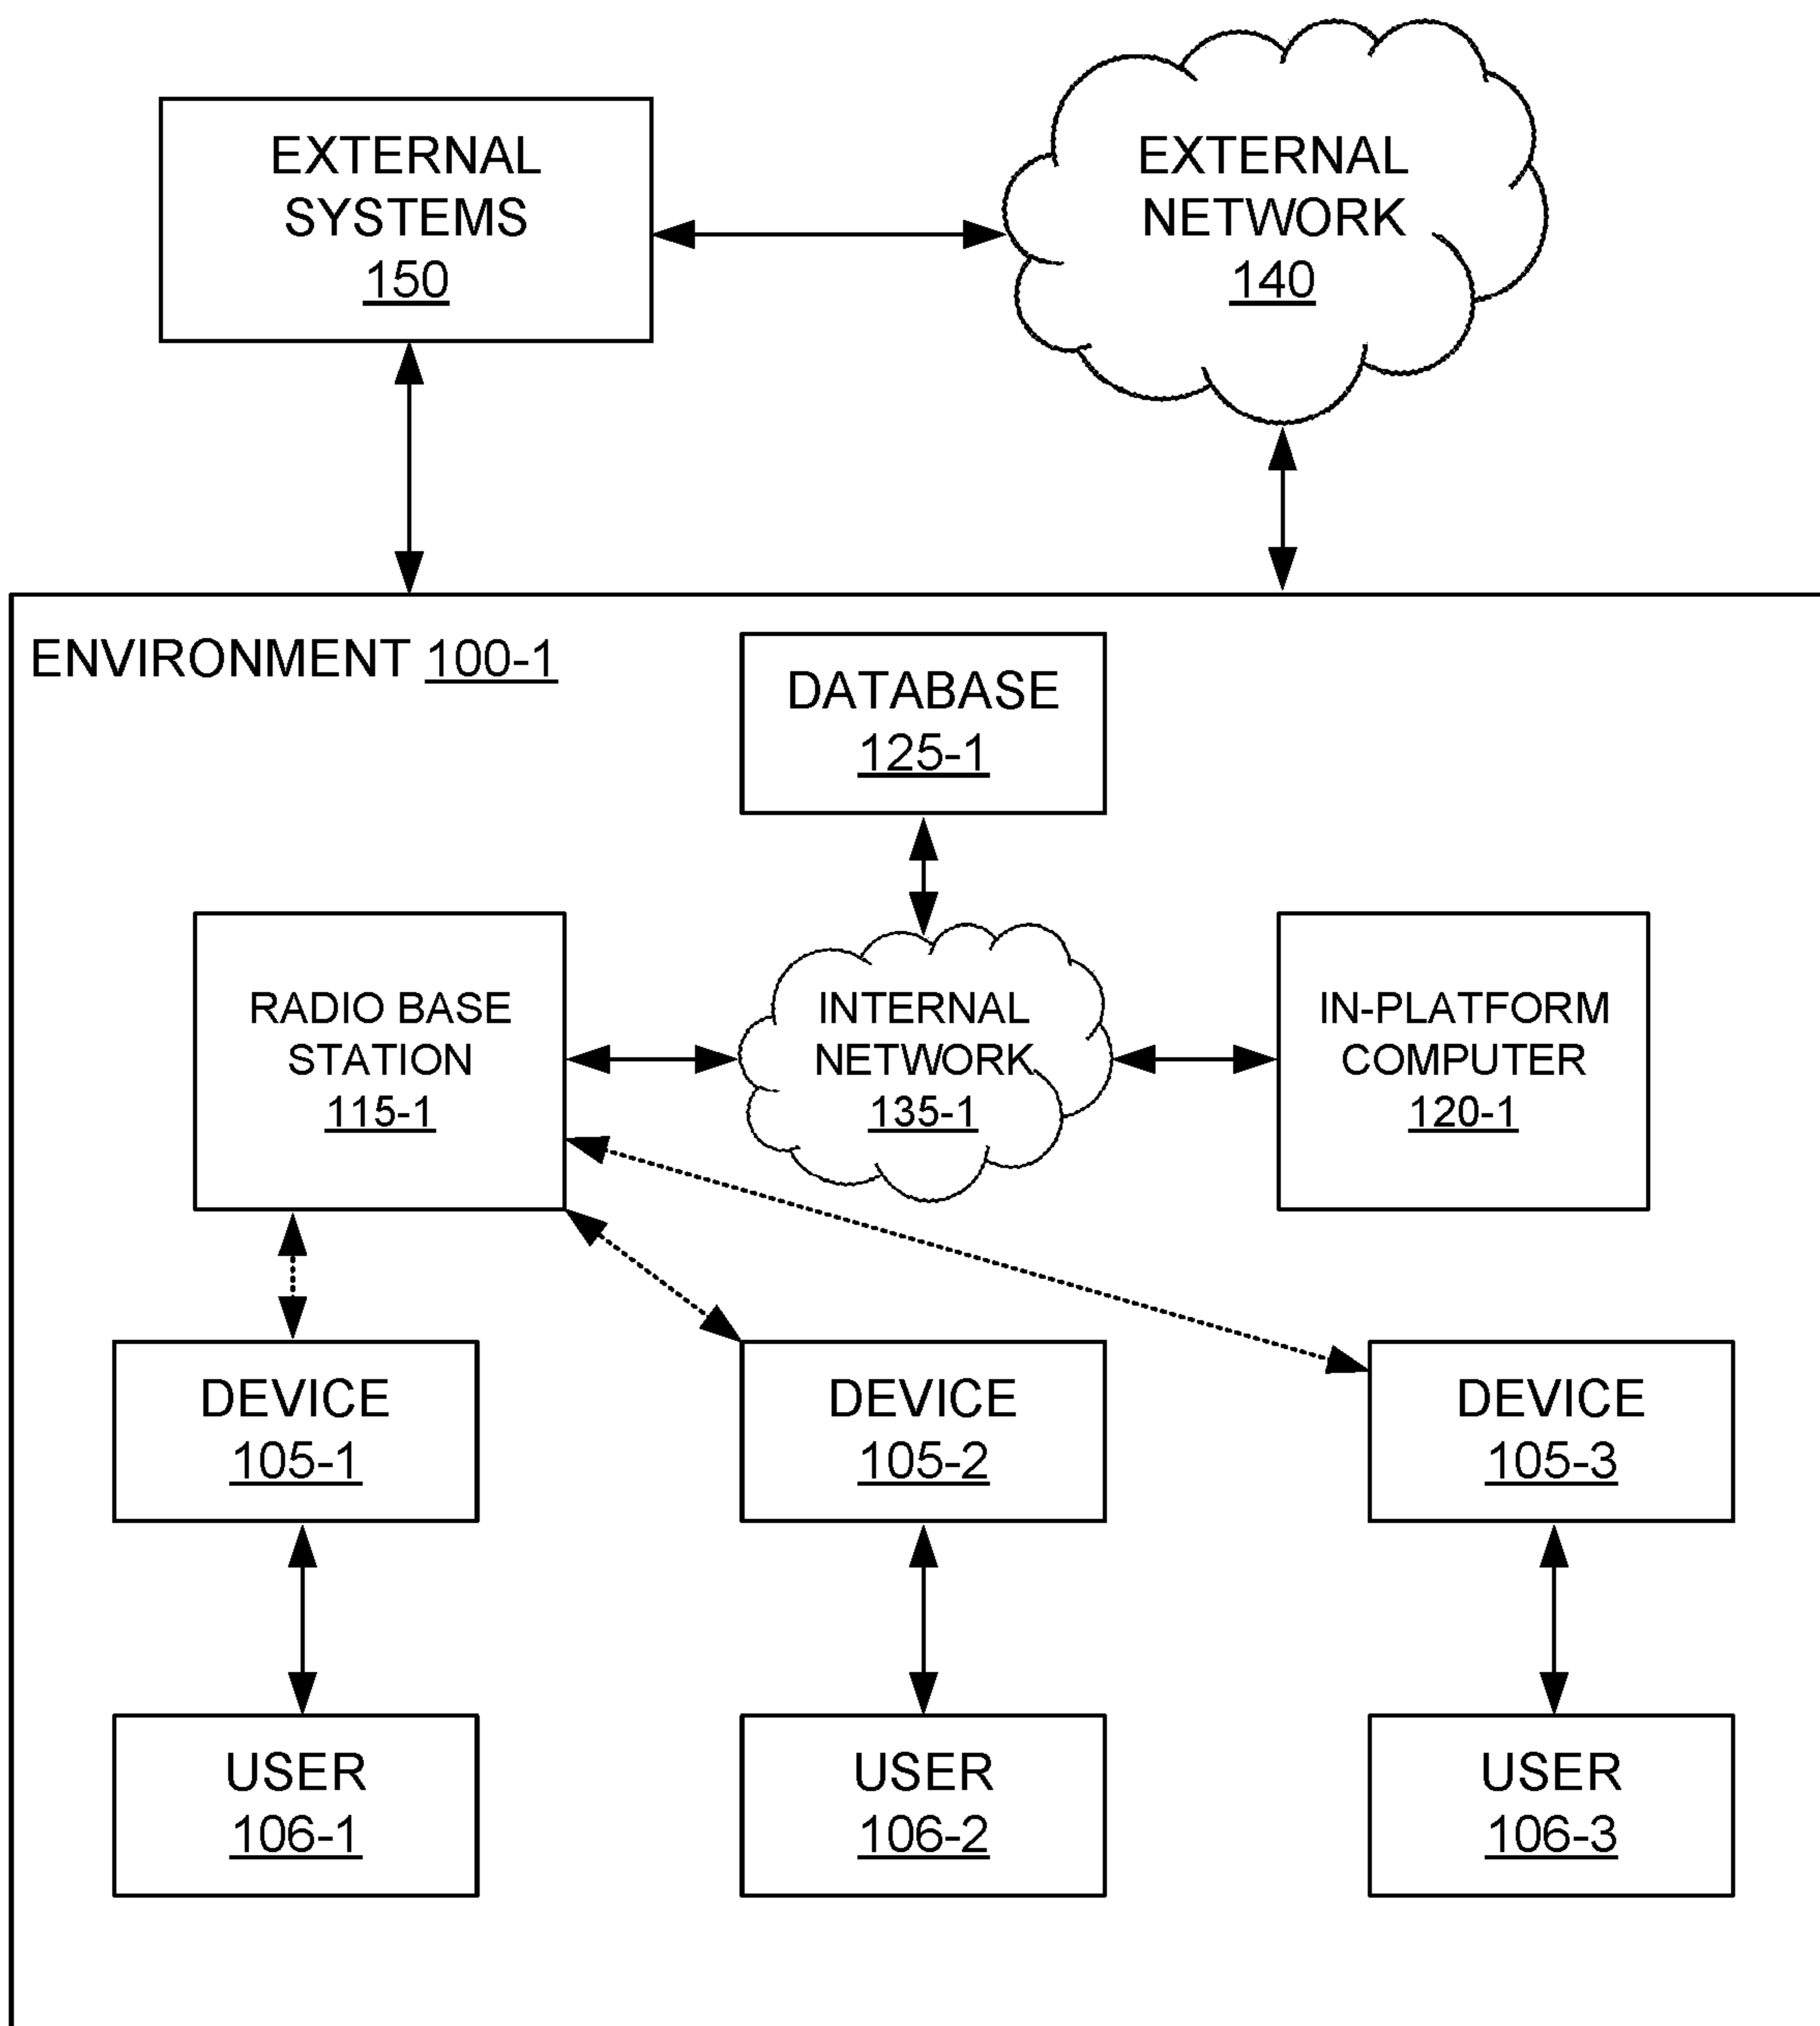 EXTERNAL
SYSTEMS
150
EXTERNAL
NETWORK
140
ENVIRONMENT 100-1
DATABASE
125-1
RADIO BASE
STATION
115-1
INTERNAL
NETWORK
135-1
IN-PLATFORM
COMPUTER
120-1
DEVICE
105-1
DEVICE
105-2
DEVICE
105-3
USER
106-1
USER
106-2
USER
106-3